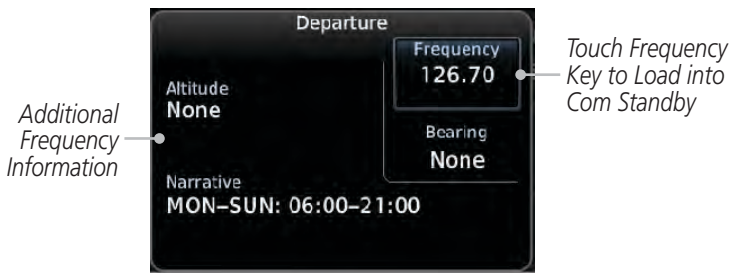 Departure
Frequency
126.70
Altitude
None
Bearing
None
Narrative
MON–SUN: 06:00–21:00
Additional
Frequency
Information
Touch Frequency
Key to Load into
Com Standby